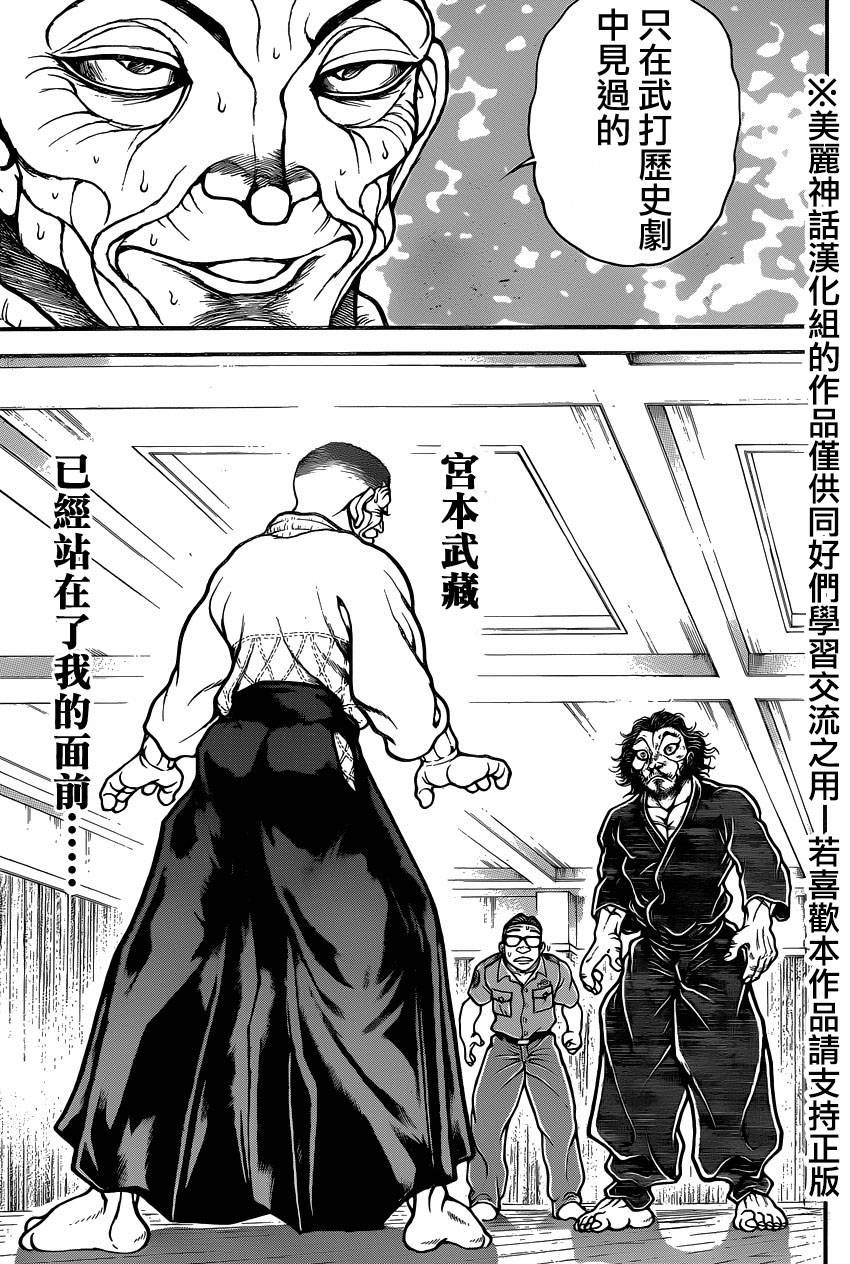 只在武打歷史劇
中見過的
宮本武藏
已經站在了我的面前……
※美麗神話漢化組的作品僅供同好們學習交流之用—若喜歡本作品請支持正版